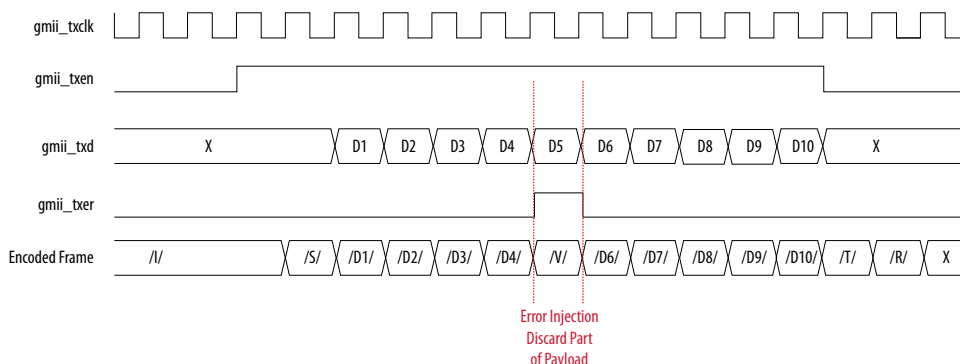 gmii_txclk
gmii_txen
gmii_txd X D1 D2 D3 D4 D5 D6 D7 D8 D9 D10 X
gmii_txer
Encoded Frame /I/ /S/ /D1/ /D2/ /D3/ /D4/ /V/ /D6/ /D7/ /D8/ /D9/ /D10/ /T/ /R/ X
Error Injection
Discard Part
of Payload